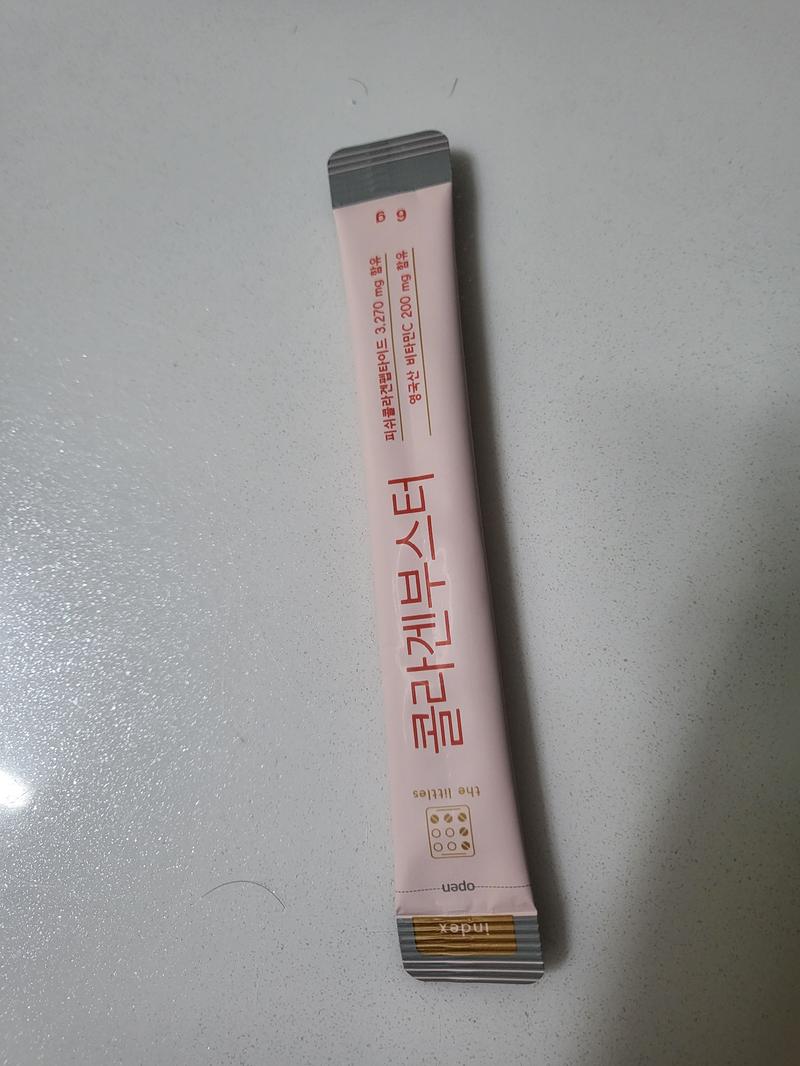 index
open
the littles
콜라겐부스터
피쉬콜라겐펩타이드 3,270 mg 함유
영국산 비타민C 200 mg 함유
6 g